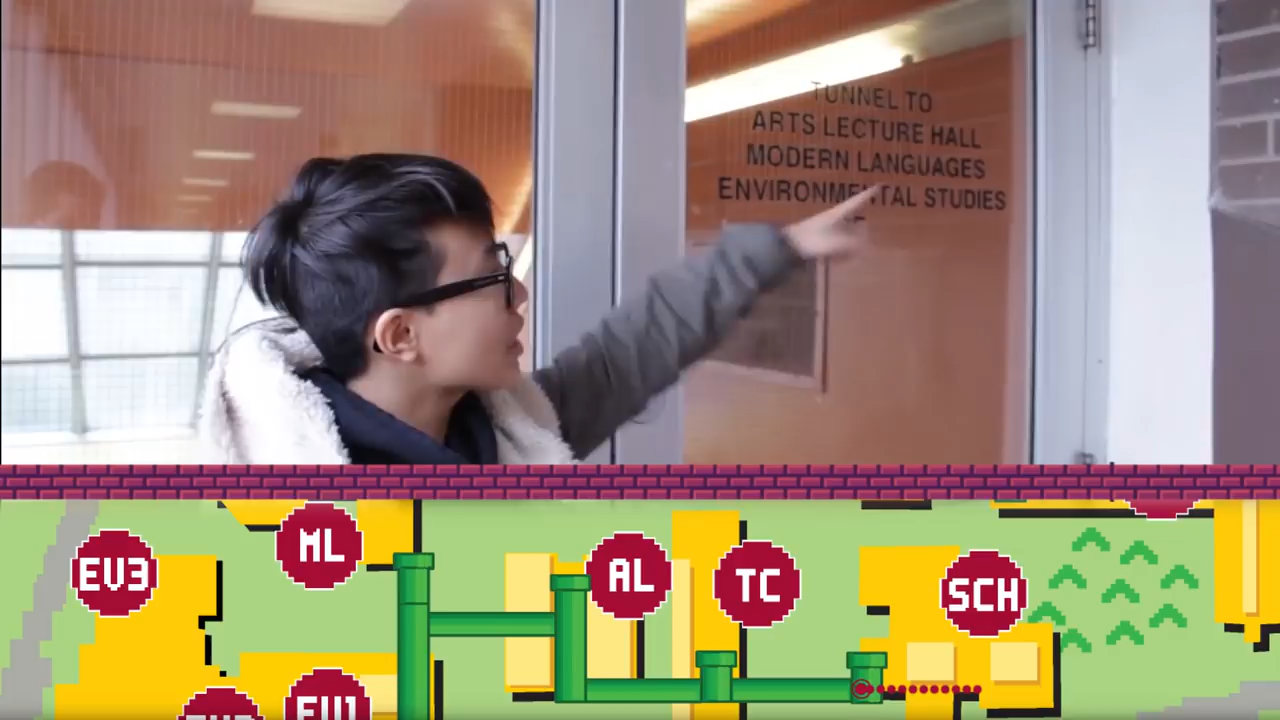 TUNNEL TO
ARTS LECTURE HALL
MODERN LANGUAGES
ENVIRONMENTAL STUDIES
EV3
ML
AL
TC
SCH
EV1